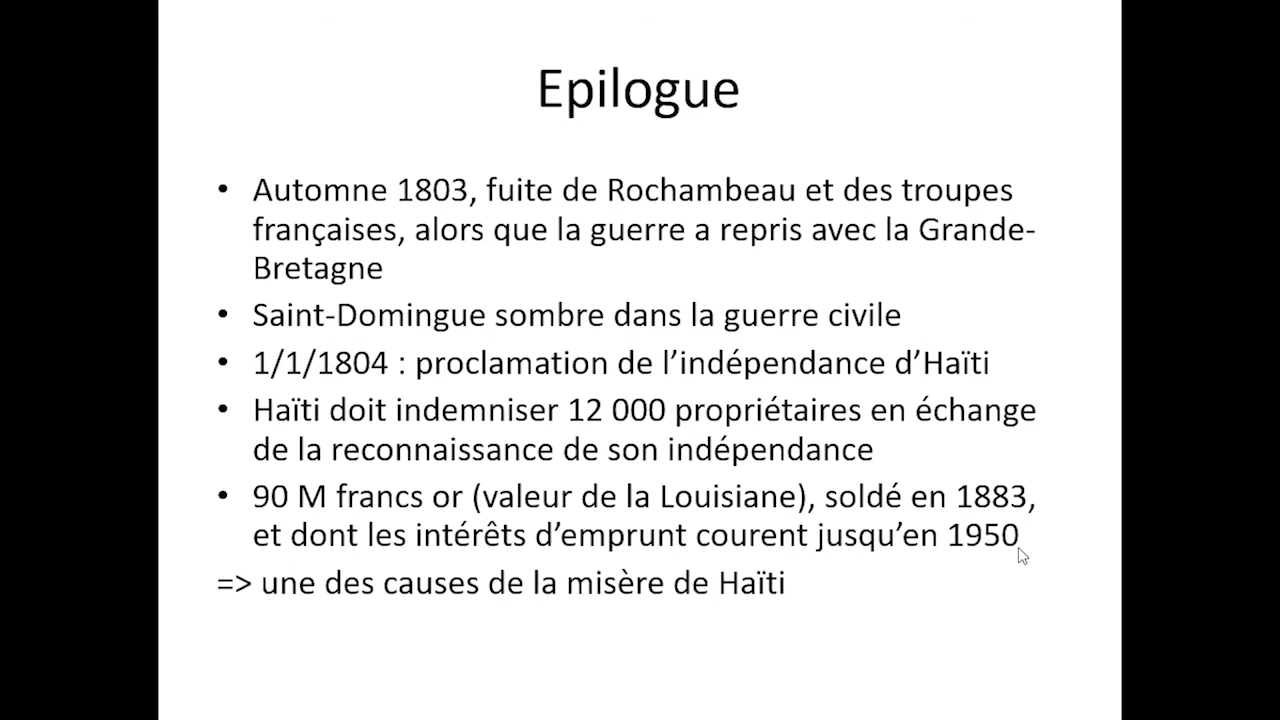 Epilogue
• Automne 1803, fuite de Rochambeau et des troupes
françaises, alors que la guerre a repris avec la Grande-
Bretagne
• Saint-Domingue sombre dans la guerre civile
• 1/1/1804 : proclamation de l’indépendance d’Haïti
• Haïti doit indemniser 12 000 propriétaires en échange
de la reconnaissance de son indépendance
• 90 M francs or (valeur de la Louisiane), soldé en 1883,
et dont les intérêts d’emprunt courent jusqu’en 1950
=> une des causes de la misère de Haïti